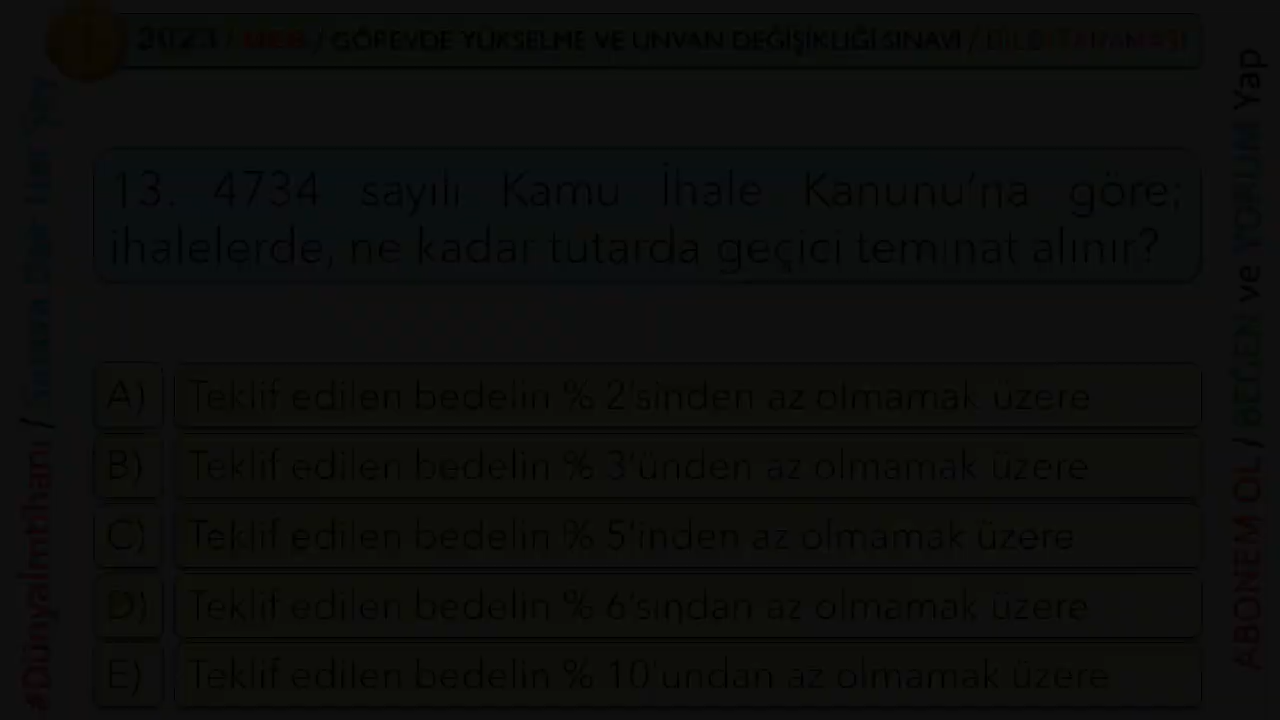 2023 / MEB / GÖREVDE YÜKSELME VE UNVAN DEĞİŞİKLİĞİ SINAVI /
13. 4734 sayılı Kamu İhale Kanunu'na göre;
ihalelerde, ne kadar tutarda geçici teminat alınır?
A) Teklif edilen bedelin % 2'sinden az olmamak üzere
B) Teklif edilen bedelin % 3'ünden az olmamak üzere
C) Teklif edilen bedelin % 5'inden az olmamak üzere
D) Teklif edilen bedelin % 6'sından az olmamak üzere
E) Teklif edilen bedelin % 10'undan az olmamak üzere
#Dünyaİmtihanı /
ABONEM OL / BEĞEN ve YORUM Yap